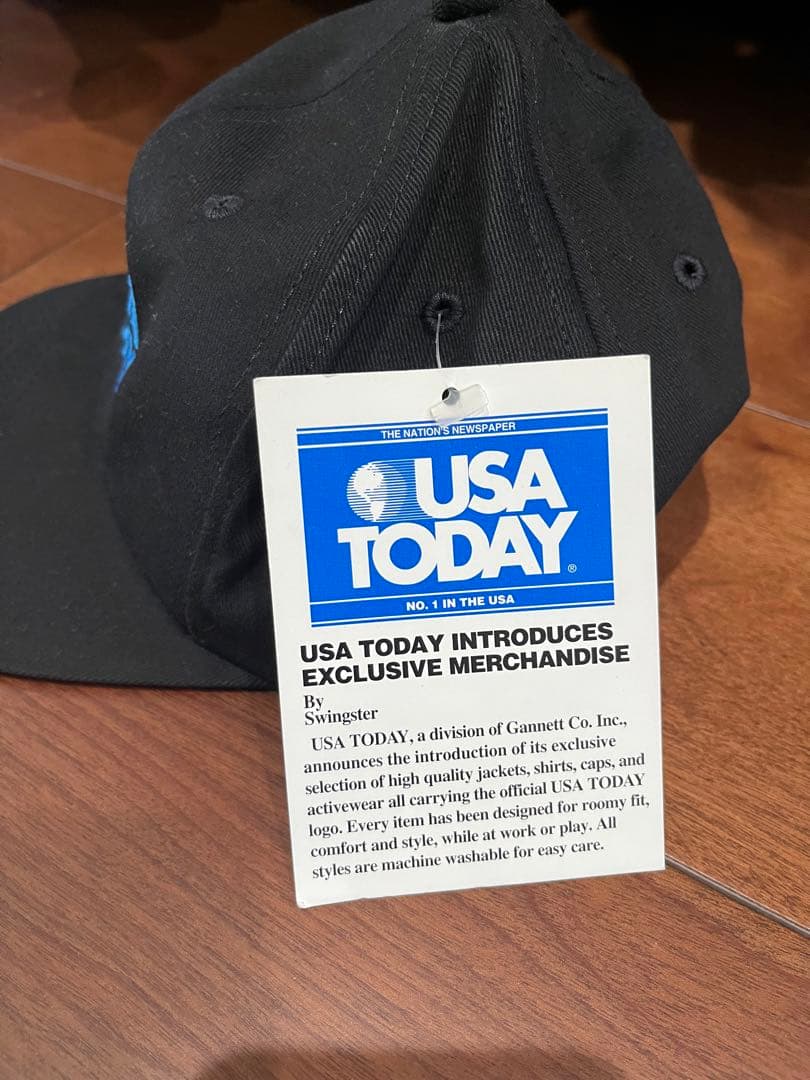 THE NATION'S NEWSPAPER
USA
TODAY®
NO. 1 IN THE USA
USA TODAY INTRODUCES
EXCLUSIVE MERCHANDISE
By
Swingster
USA TODAY, a division of Gannett Co. Inc.,
announces the introduction of its exclusive
selection of high quality jackets, shirts, caps, and
activewear all carrying the official USA TODAY
logo. Every item has been designed for roomy fit,
comfort and style, while at work or play. All
styles are machine washable for easy care.